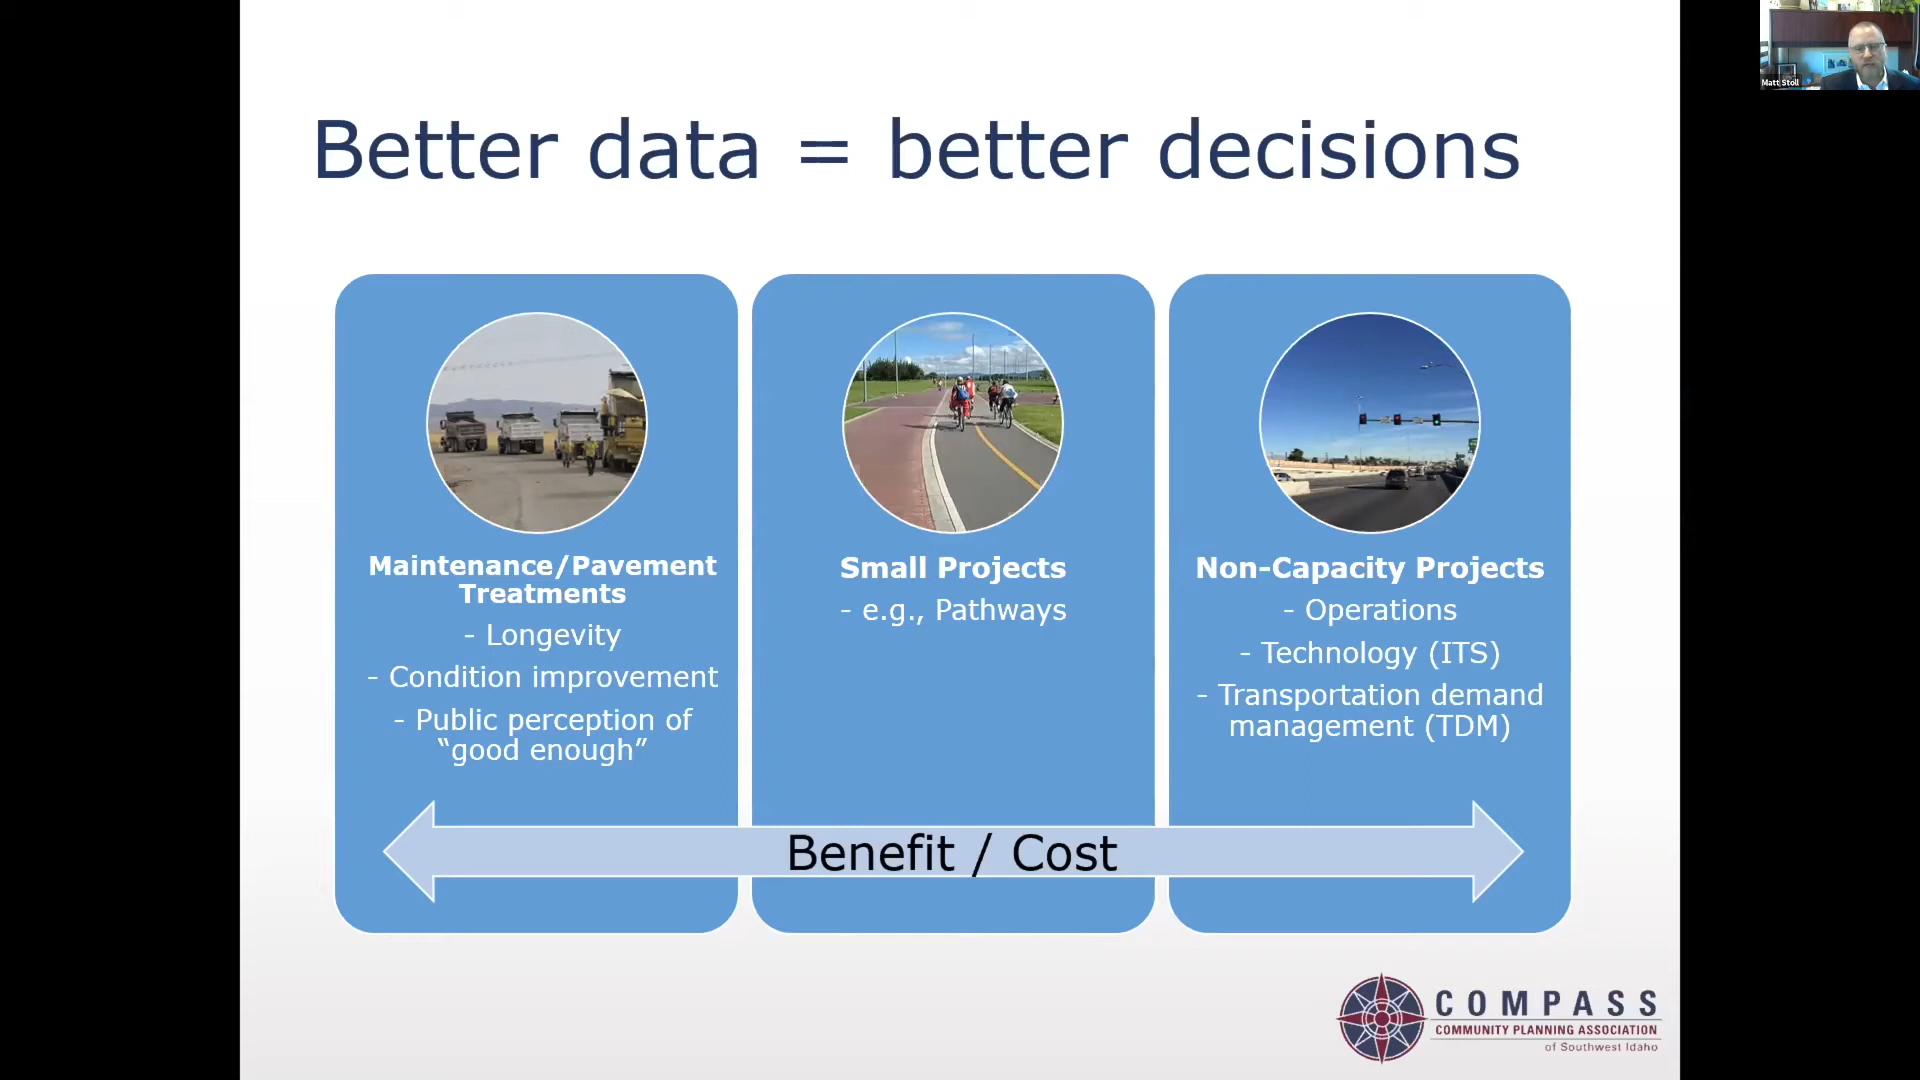 Matt Stoll
Better data = better decisions
Maintenance/Pavement
Treatments
- Longevity
- Condition improvement
- Public perception of
“good enough”
Small Projects
- e.g., Pathways
Non-Capacity Projects
- Operations
- Technology (ITS)
- Transportation demand
management (TDM)
Benefit / Cost
COMPASS
COMMUNITY PLANNING ASSOCIATION
of Southwest Idaho